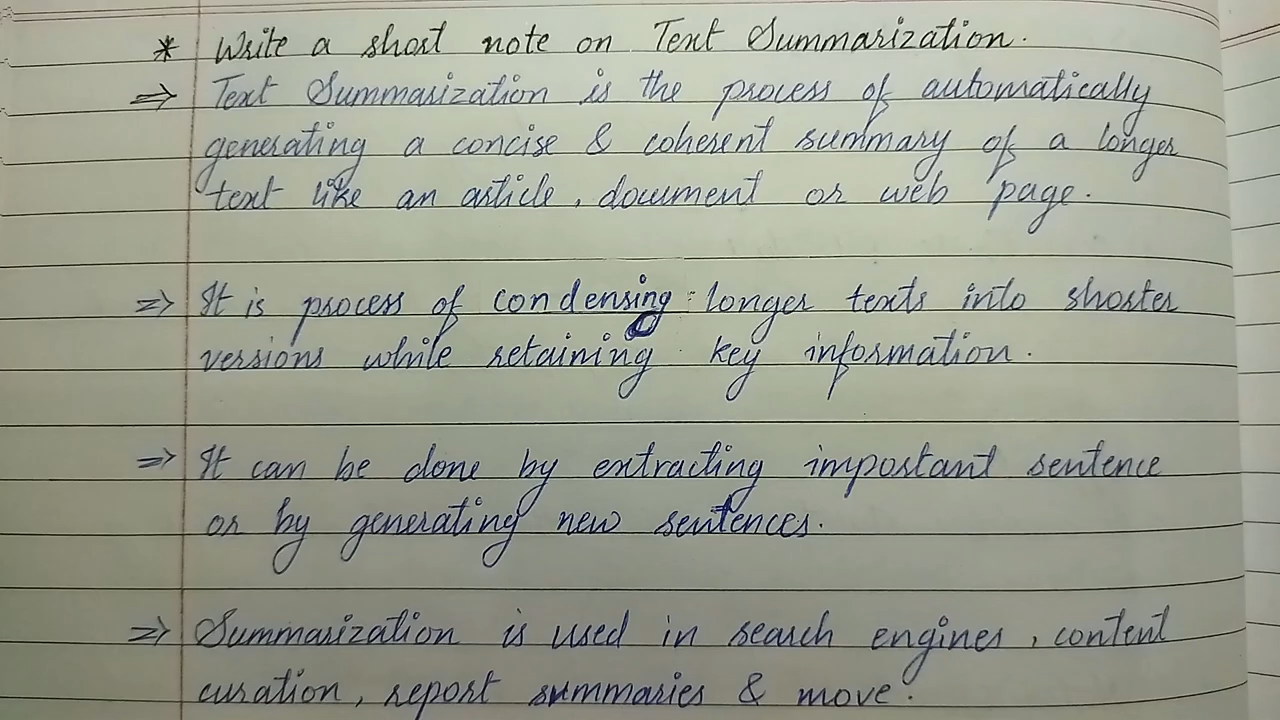 * Write a short note on Text Summarization.
⇒ Text Summarization is the process of automatically
generating a concise & coherent summary of a longer
text like an article, document or web page.
⇒ It is process of condensing longer texts into shorter
versions while retaining key information.
⇒ It can be done by extracting important sentence
or by generating new sentences.
⇒ Summarization is used in search engines, content
curation, report summaries & move.